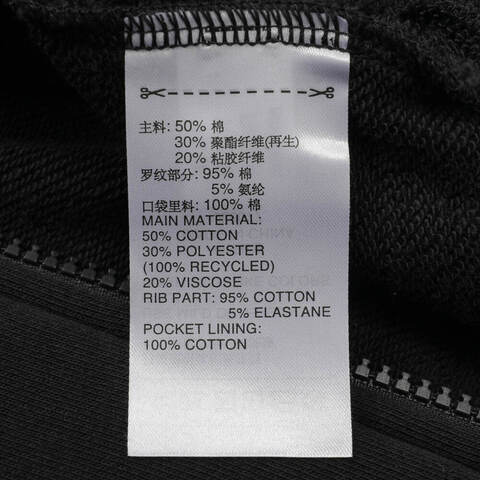 主料: 50% 棉
30% 聚酯纤维(再生)
20% 粘胶纤维
罗纹部分: 95% 棉
5% 氨纶
口袋里料: 100% 棉
MAIN MATERIAL:
50% COTTON
30% POLYESTER
(100% RECYCLED)
20% VISCOSE
RIB PART: 95% COTTON
5% ELASTANE
POCKET LINING:
100% COTTON